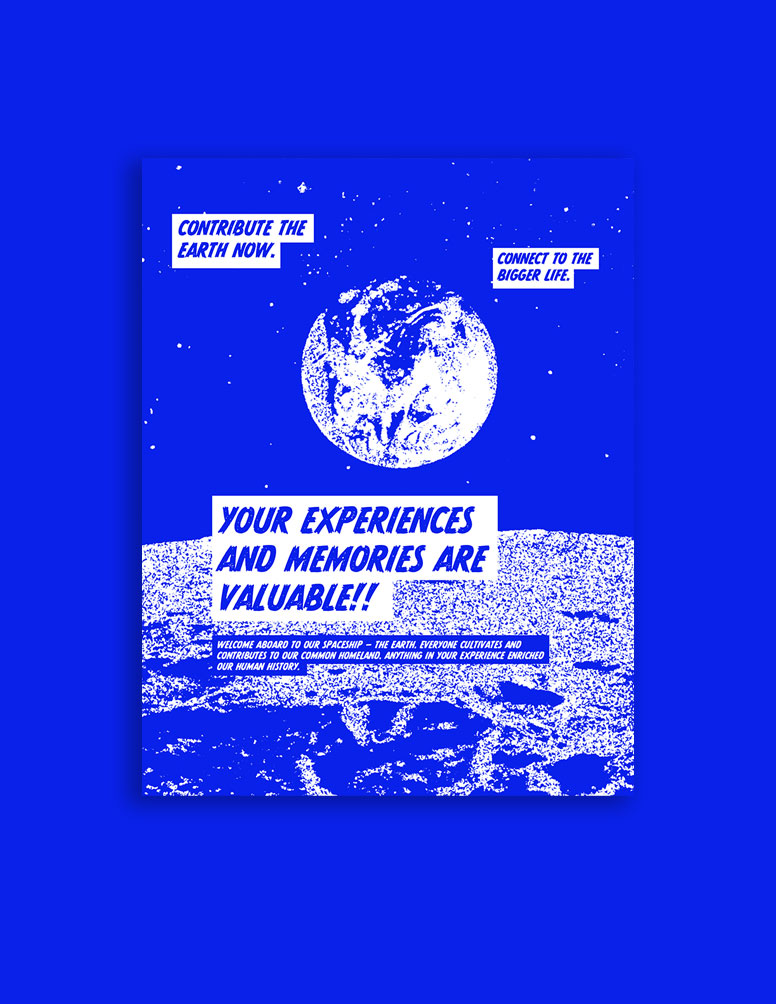 CONTRIBUTE THE
EARTH NOW.
CONNECT TO THE
BIGGER LIFE.
YOUR EXPERIENCES
AND MEMORIES ARE
VALUABLE!!
WELCOME ABOARD TO OUR SPACESHIP – THE EARTH. EVERYONE CULTIVATES AND
CONTRIBUTES TO OUR COMMON HOMELAND. ANYTHING IN YOUR EXPERIENCE ENRICHED
OUR HUMAN HISTORY.